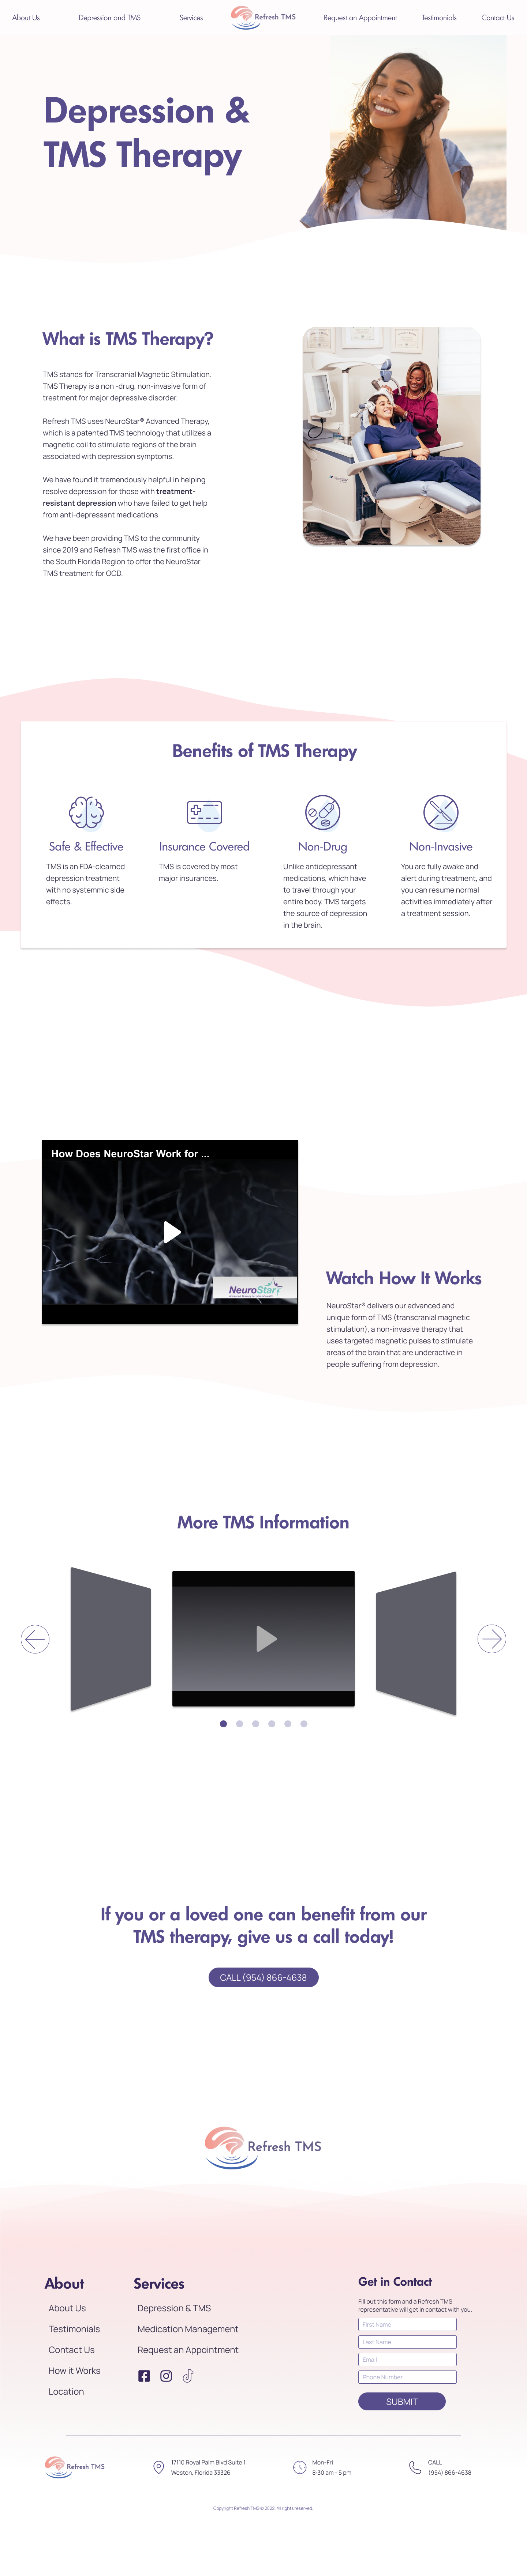 About Us
Depression and TMS
Services
Refresh TMS
Request an Appointment
Testimonials
Contact Us
Depression &
TMS Therapy
What is TMS Therapy?
TMS stands for Transcranial Magnetic Stimulation.
TMS Therapy is a non -drug, non-invasive form of
treatment for major depressive disorder.
Refresh TMS uses NeuroStar® Advanced Therapy,
which is a patented TMS technology that utilizes a
magnetic coil to stimulate regions of the brain
associated with depression symptoms.
We have found it tremendously helpful in helping
resolve depression for those with treatment-
resistant depression who have failed to get help
from anti-depressant medications.
We have been providing TMS to the community
since 2019 and Refresh TMS was the first office in
the South Florida Region to offer the NeuroStar
TMS treatment for OCD.
Benefits of TMS Therapy
Safe & Effective
TMS is an FDA-clearned
depression treatment
with no systemmic side
effects.
Insurance Covered
TMS is covered by most
major insurances.
Non-Drug
Unlike antidepressant
medications, which have
to travel through your
entire body, TMS targets
the source of depression
in the brain.
Non-Invasive
You are fully awake and
alert during treatment, and
you can resume normal
activities immediately after
a treatment session.
How Does NeuroStar Work for ...
NeuroStar
Watch How It Works
NeuroStar® delivers our advanced and
unique form of TMS (transcranial magnetic
stimulation), a non-invasive therapy that
uses targeted magnetic pulses to stimulate
areas of the brain that are underactive in
people suffering from depression.
More TMS Information
If you or a loved one can benefit from our
TMS therapy, give us a call today!
CALL (954) 866-4638
Refresh TMS
About
About Us
Testimonials
Contact Us
How it Works
Location
Services
Depression & TMS
Medication Management
Request an Appointment
Get in Contact
Fill out this form and a Refresh TMS
representative will get in contact with you.
First Name
Last Name
Email
Phone Number
SUBMIT
Refresh TMS
17110 Royal Palm Blvd Suite 1
Weston, Florida 33326
Mon-Fri
8:30 am - 5 pm
CALL
(954) 866-4638
Copyright Refresh TMS © 2022. All rights reserved.